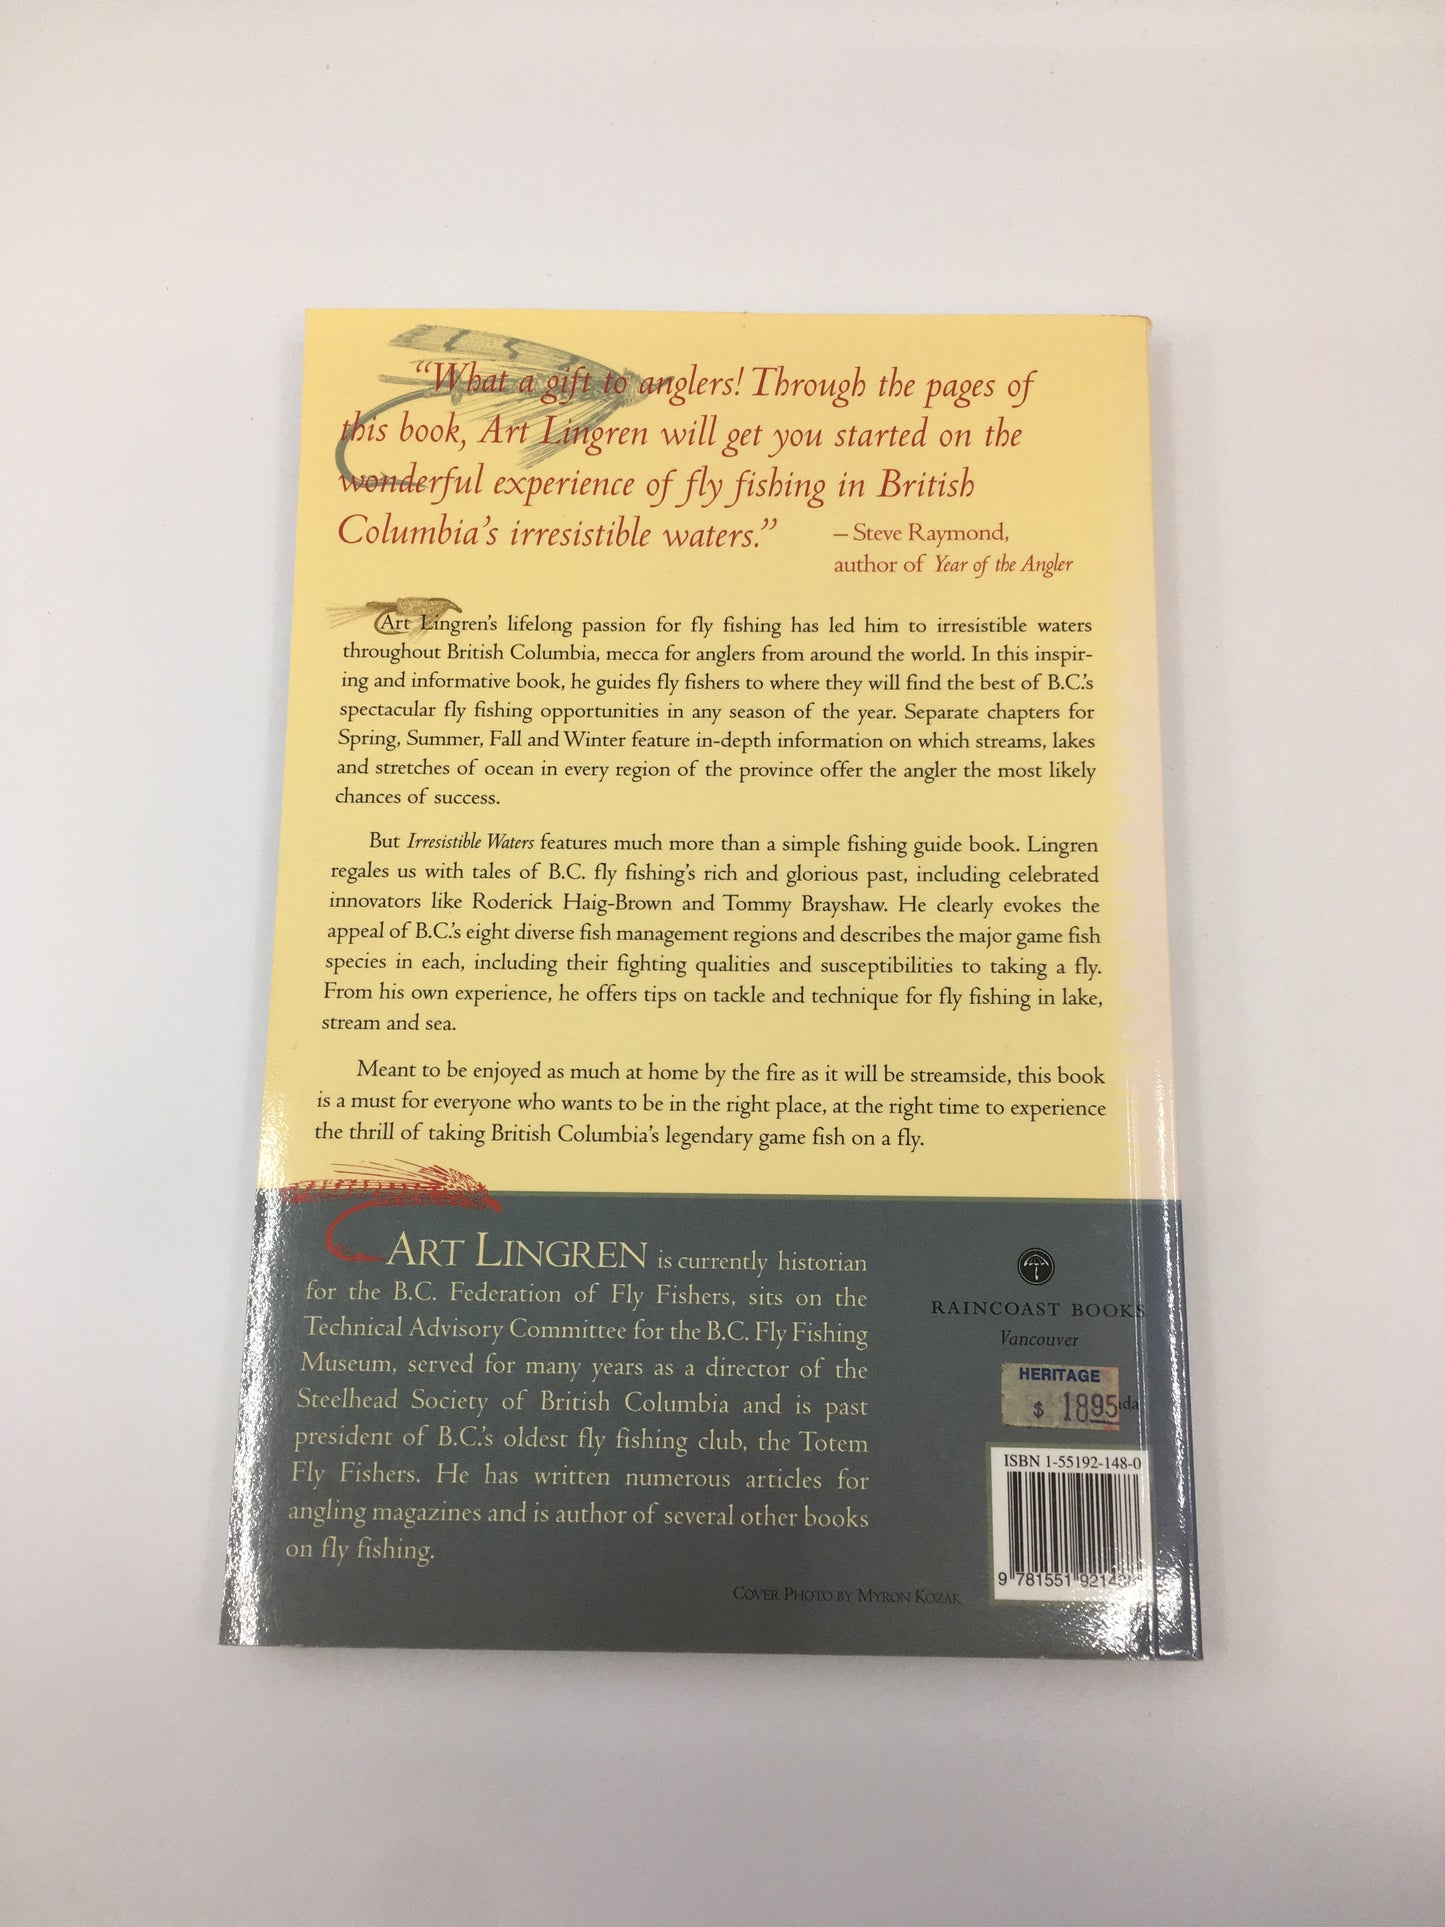 “What a gift to anglers! Through the pages of
this book, Art Lingren will get you started on the
wonderful experience of fly fishing in British
Columbia’s irresistible waters.”
– Steve Raymond,
author of Year of the Angler
Art Lingren’s lifelong passion for fly fishing has led him to irresistible waters
throughout British Columbia, mecca for anglers from around the world. In this inspir-
ing and informative book, he guides fly fishers to where they will find the best of B.C.’s
spectacular fly fishing opportunities in any season of the year. Separate chapters for
Spring, Summer, Fall and Winter feature in-depth information on which streams, lakes
and stretches of ocean in every region of the province offer the angler the most likely
chances of success.
But Irresistible Waters features much more than a simple fishing guide book. Lingren
regales us with tales of B.C. fly fishing’s rich and glorious past, including celebrated
innovators like Roderick Haig-Brown and Tommy Brayshaw. He clearly evokes the
appeal of B.C.’s eight diverse fish management regions and describes the major game fish
species in each, including their fighting qualities and susceptibilities to taking a fly.
From his own experience, he offers tips on tackle and technique for fly fishing in lake,
stream and sea.
Meant to be enjoyed as much at home by the fire as it will be streamside, this book
is a must for everyone who wants to be in the right place, at the right time to experience
the thrill of taking British Columbia’s legendary game fish on a fly.
ART LINGREN is currently historian
for the B.C. Federation of Fly Fishers, sits on the
Technical Advisory Committee for the B.C. Fly Fishing
Museum, served for many years as a director of the
Steelhead Society of British Columbia and is past
president of B.C.’s oldest fly fishing club, the Totem
Fly Fishers. He has written numerous articles for
angling magazines and is author of several other books
on fly fishing.
COVER PHOTO BY MYRON KOZAK
RAINCOAST BOOKS
Vancouver
HERITAGE
$ 1895
ISBN 1-55192-148-0
9 781551 92148